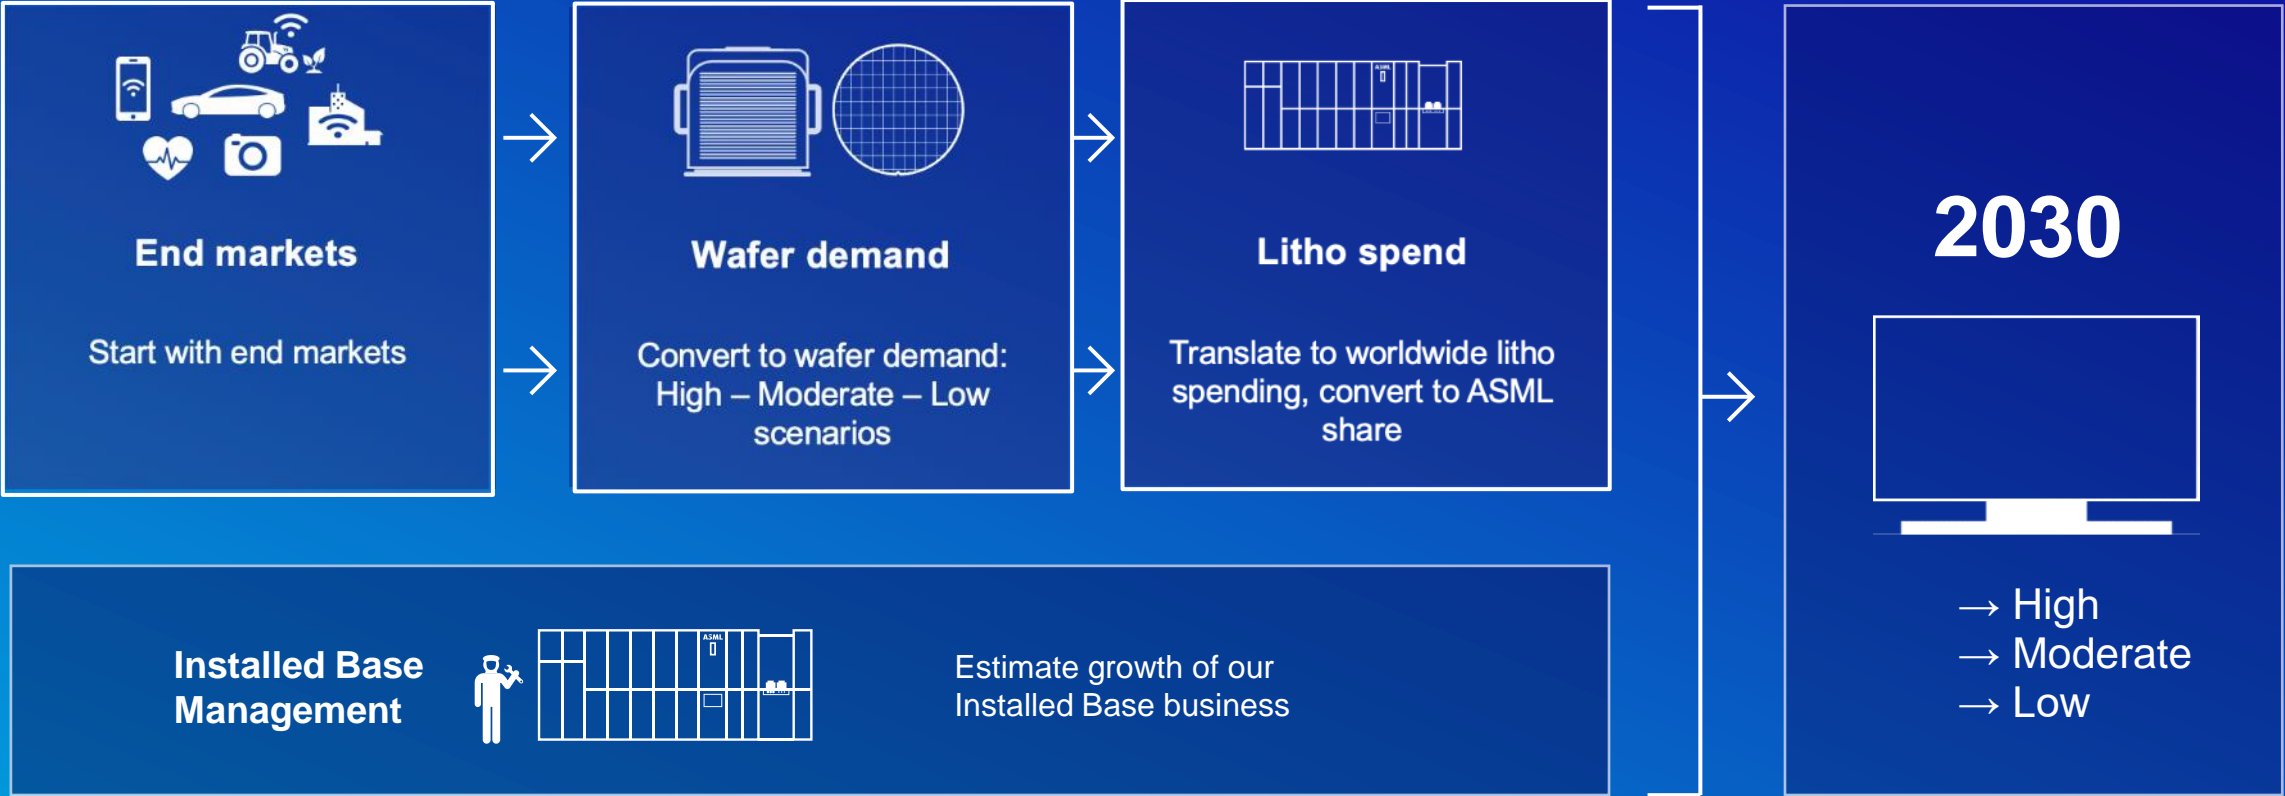 ASML
End markets
Start with end markets
Wafer demand
Convert to wafer demand:
High – Moderate – Low
scenarios
Litho spend
Translate to worldwide litho
spending, convert to ASML
share
Installed Base
Management
ASML
Estimate growth of our
Installed Base business
2030
→ High
→ Moderate
→ Low